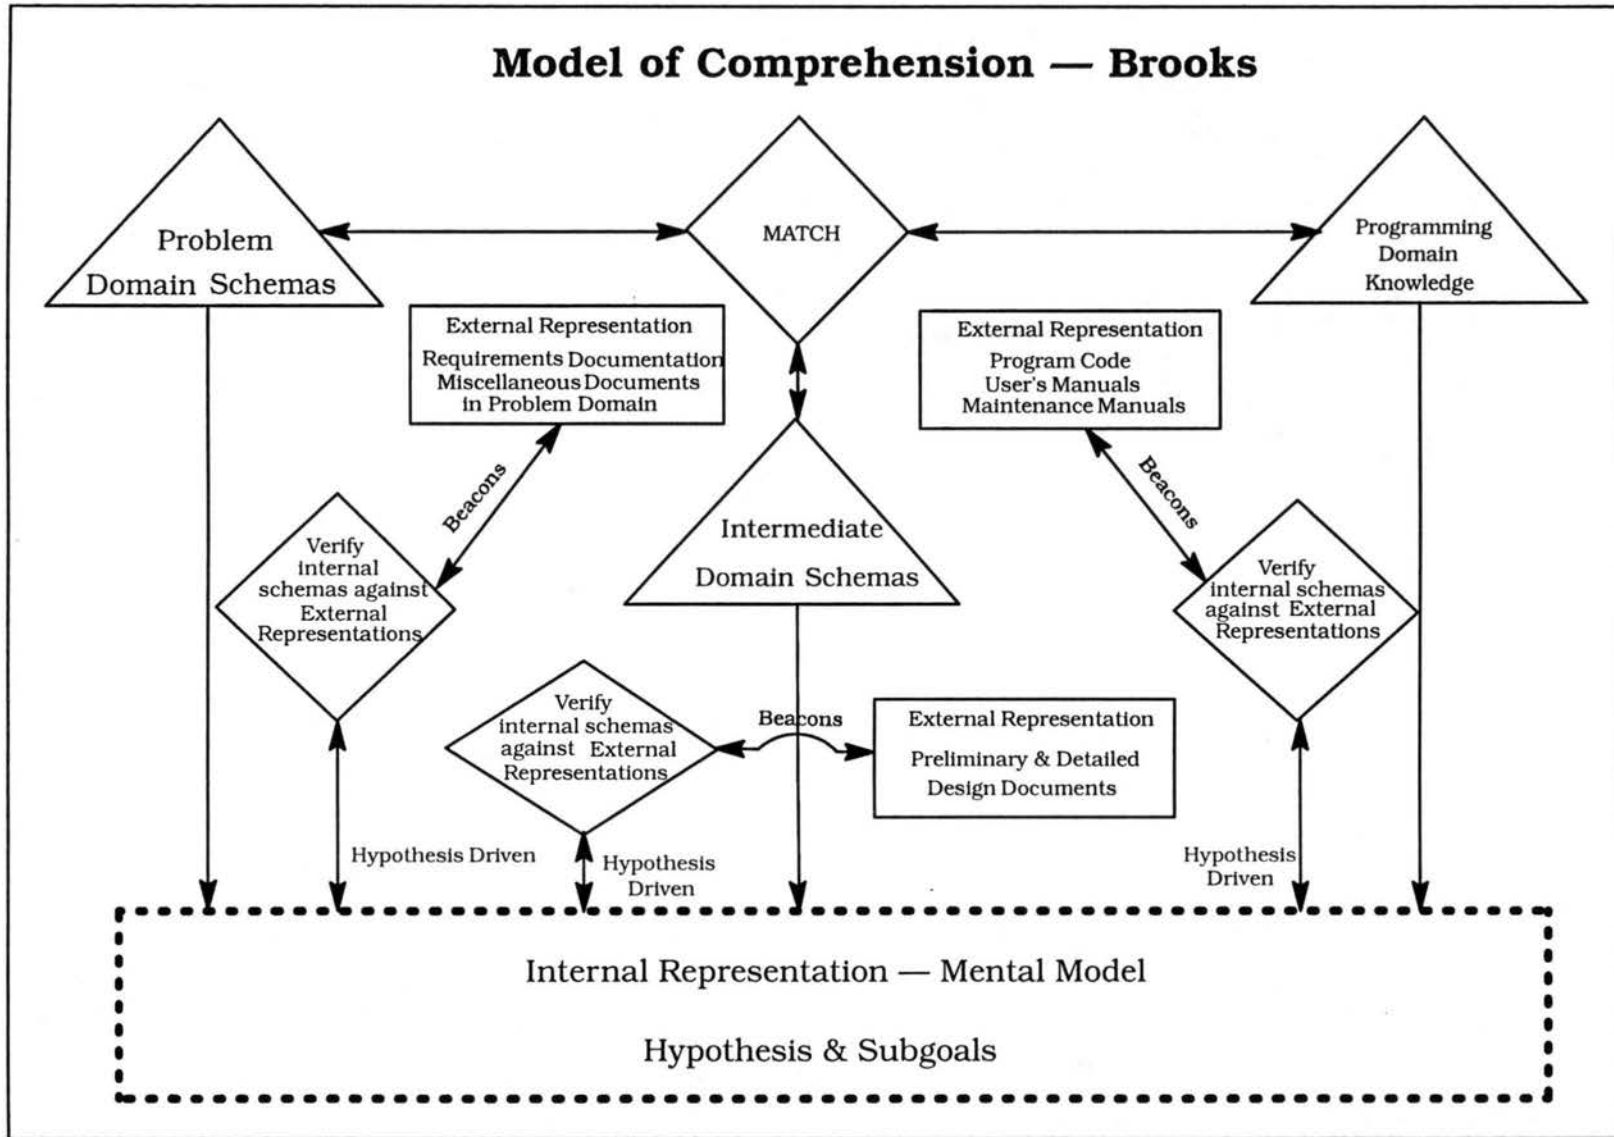 Model of Comprehension — Brooks
Problem
Domain Schemas
MATCH
Programming
Domain
Knowledge
External Representation
Requirements Documentation
Miscellaneous Documents
in Problem Domain
External Representation
Program Code
User's Manuals
Maintenance Manuals
Beacons
Beacons
Intermediate
Domain Schemas
Verify
internal
schemas against
External
Representations
Verify
internal schemas
against External
Representations
Verify
internal schemas
against External
Representations
Beacons
External Representation
Preliminary & Detailed
Design Documents
Hypothesis Driven
Hypothesis
Driven
Hypothesis
Driven
Internal Representation — Mental Model
Hypothesis & Subgoals